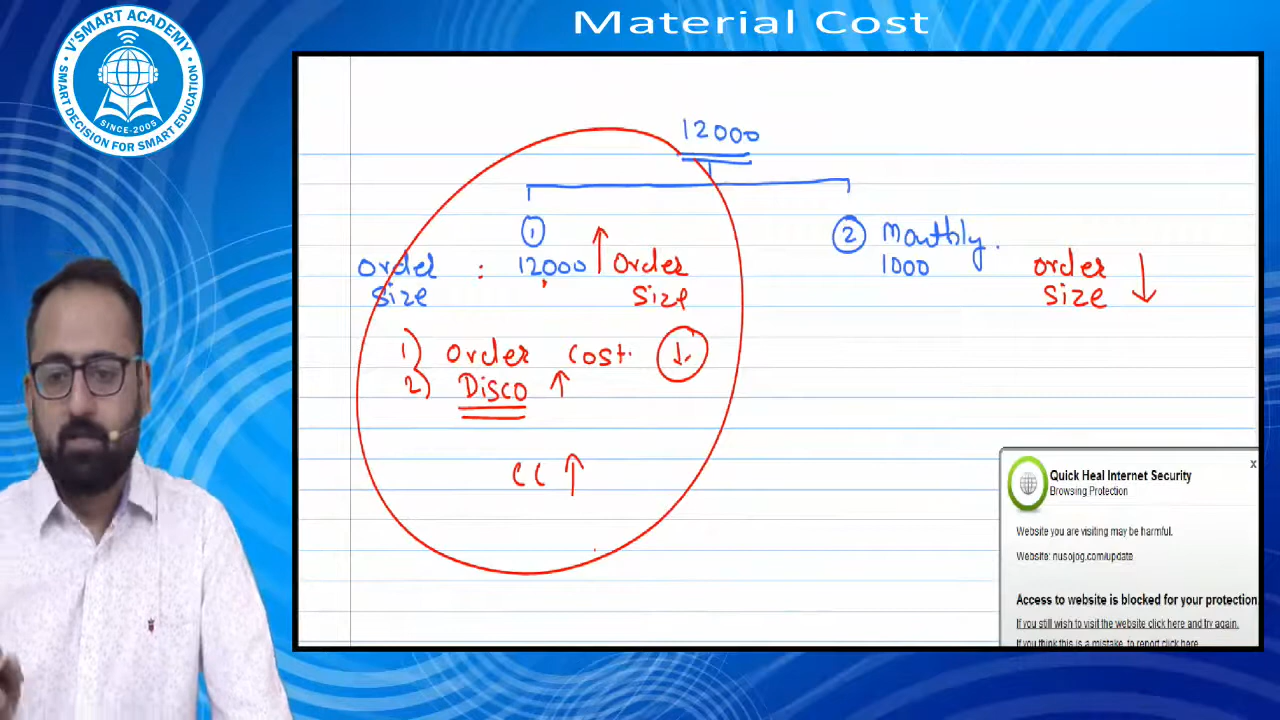 Material Cost
V'SMART ACADEMY
SMART DECISION FOR SMART EDUCATION
SINCE-2005
12000
1
2 Monthly.
order size : 12000 ↑ order size
1000
order size ↓
1) order cost. ↓
2) Disco ↑
CC ↑
Quick Heal Internet Security
Browsing Protection
x
Website you are visiting may be harmful.
Website: nusojog.com/update
Access to website is blocked for your protection
If you still wish to visit the website click here and try again.
If you think this is a mistake, to report click here